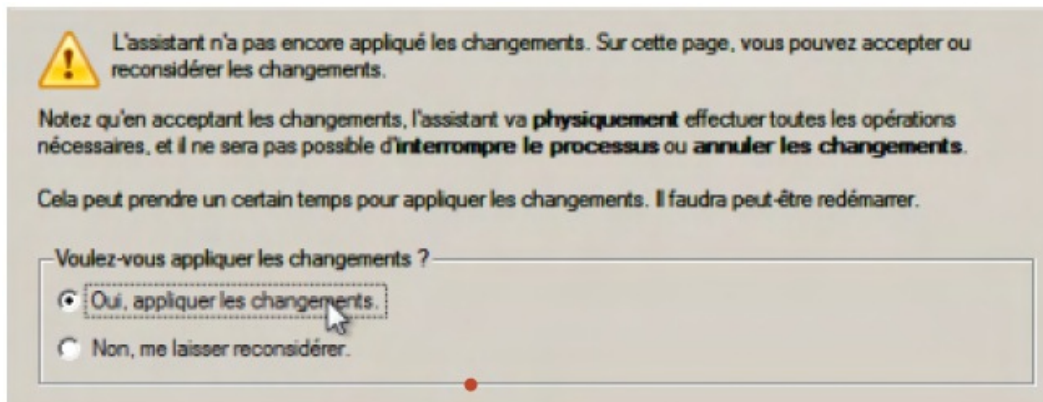 L'assistant n'a pas encore appliqué les changements. Sur cette page, vous pouvez accepter ou
reconsidérer les changements.
Notez qu'en acceptant les changements, l'assistant va physiquement effectuer toutes les opérations
nécessaires, et il ne sera pas possible d'interrompre le processus ou annuler les changements.
Cela peut prendre un certain temps pour appliquer les changements. Il faudra peut-être redémarrer.
Voulez-vous appliquer les changements ?
Oui, appliquer les changements.
Non, me laisser reconsidérer.